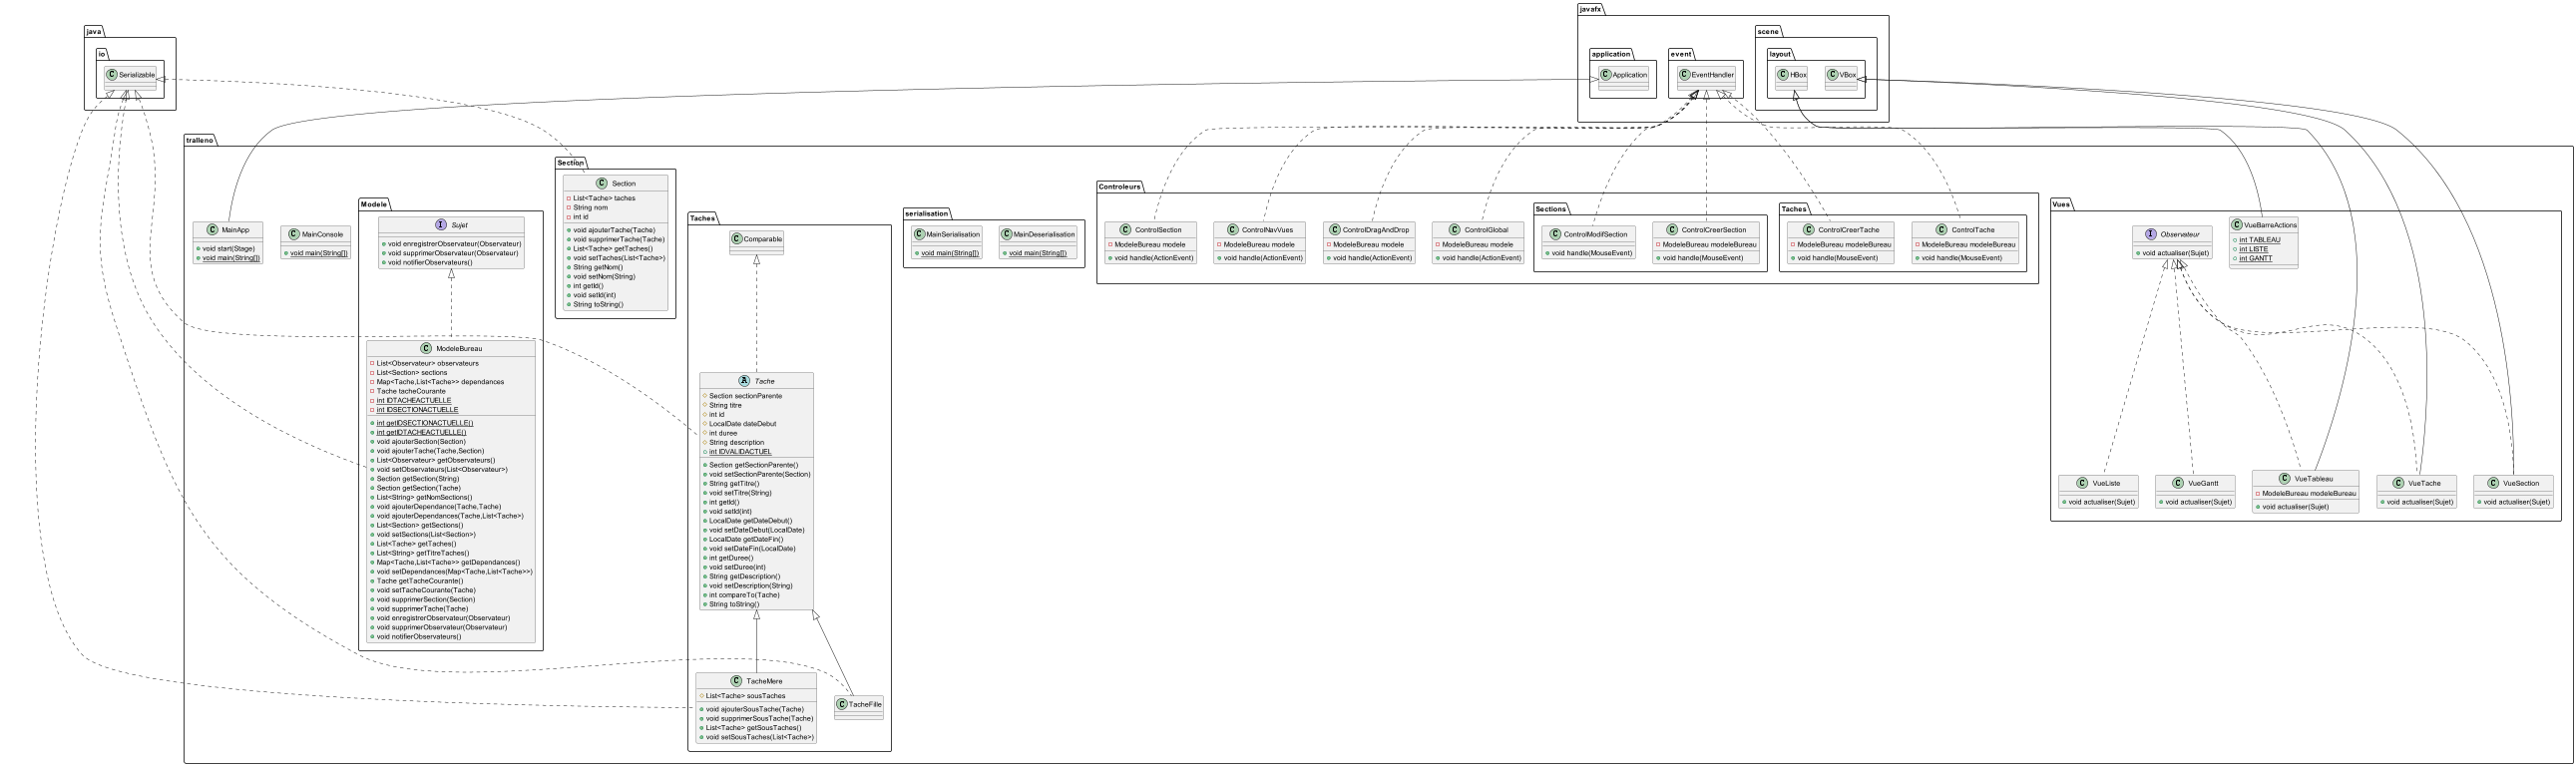 java
io
C Serializable
javafx
application
C Application
event
C EventHandler
scene
layout
C HBox
C VBox
tralleno
C MainApp
void start(Stage)
void main(String[])
C MainConsole
void main(String[])
Modele
I Sujet
void enregistrerObservateur(Observateur)
void supprimerObservateur(Observateur)
void notifierObservateurs()
C ModeleBureau
List<Observateur> observateurs
List<Section> sections
Map<Tache,List<Tache>> dependances
Tache tacheCourante
int IDTACHEACTUELLE
int IDSECTIONACTUELLE
int getIDSECTIONACTUELLE()
int getIDTACHEACTUELLE()
void ajouterSection(Section)
void ajouterTache(Tache,Section)
List<Observateur> getObservateurs()
void setObservateurs(List<Observateur>)
Section getSection(String)
Section getSection(Tache)
List<String> getNomSections()
void ajouterDependance(Tache,Tache)
void ajouterDependances(Tache,List<Tache>)
List<Section> getSections()
void setSections(List<Section>)
List<Tache> getTaches()
List<String> getTitreTaches()
Map<Tache,List<Tache>> getDependances()
void setDependances(Map<Tache,List<Tache>>)
Tache getTacheCourante()
void setTacheCourante(Tache)
void supprimerSection(Section)
void supprimerTache(Tache)
void enregistrerObservateur(Observateur)
void supprimerObservateur(Observateur)
void notifierObservateurs()
Section
C Section
List<Tache> taches
String nom
int id
void ajouterTache(Tache)
void supprimerTache(Tache)
List<Tache> getTaches()
void setTaches(List<Tache>)
String getNom()
void setNom(String)
int getId()
void setId(int)
String toString()
Taches
C Comparable
A Tache
Section sectionParente
String titre
int id
LocalDate dateDebut
int duree
String description
int IDVALIDACTUEL
Section getSectionParente()
void setSectionParente(Section)
String getTitre()
void setTitre(String)
int getId()
void setId(int)
LocalDate getDateDebut()
void setDateDebut(LocalDate)
LocalDate getDateFin()
void setDateFin(LocalDate)
int getDuree()
void setDuree(int)
String getDescription()
void setDescription(String)
int compareTo(Tache)
String toString()
C TacheMere
List<Tache> sousTaches
void ajouterSousTache(Tache)
void supprimerSousTache(Tache)
List<Tache> getSousTaches()
void setSousTaches(List<Tache>)
C TacheFille
serialisation
C MainSerialisation
void main(String[])
C MainDeserialisation
void main(String[])
Controleurs
C ControlSection
ModeleBureau modele
void handle(ActionEvent)
C ControlNavVues
ModeleBureau modele
void handle(ActionEvent)
C ControlDragAndDrop
ModeleBureau modele
void handle(ActionEvent)
C ControlGlobal
ModeleBureau modele
void handle(ActionEvent)
Sections
C ControlModifSection
void handle(MouseEvent)
C ControlCreerSection
ModeleBureau modeleBureau
void handle(MouseEvent)
Taches
C ControlCreerTache
ModeleBureau modeleBureau
void handle(MouseEvent)
C ControlTache
ModeleBureau modeleBureau
void handle(MouseEvent)
Vues
I Observateur
void actualiser(Sujet)
C VueBarreActions
int TABLEAU
int LISTE
int GANTT
C VueListe
void actualiser(Sujet)
C VueGantt
void actualiser(Sujet)
C VueTableau
ModeleBureau modeleBureau
void actualiser(Sujet)
C VueTache
void actualiser(Sujet)
C VueSection
void actualiser(Sujet)